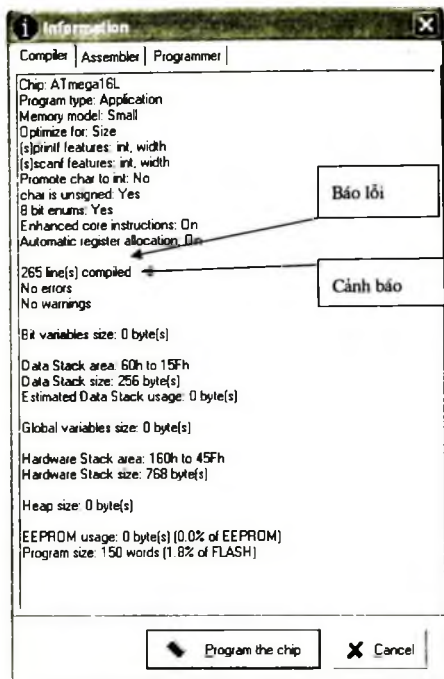 Information
Compiler Assembler Programmer
Chip: ATmega16L
Program type: Application
Memory model: Small
Optimize for: Size
(s)printf features: int, width
(s)scanf features: int, width
Promote char to int: No
char is unsigned: Yes
8 bit enums: Yes
Enhanced core instructions: On
Automatic register allocation: On
Báo lỗi
265 line(s) compiled
No errors
No warnings
Cảnh báo
Bit variables size: 0 byte(s)
Data Stack area: 60h to 15Fh
Data Stack size: 256 byte(s)
Estimated Data Stack usage: 0 byte(s)
Global variables size: 0 byte(s)
Hardware Stack area: 160h to 45Fh
Hardware Stack size: 768 byte(s)
Heap size: 0 byte(s)
EEPROM usage: 0 byte(s) (0.0% of EEPROM)
Program size: 150 words (1.8% of FLASH)
Program the chip
Cancel